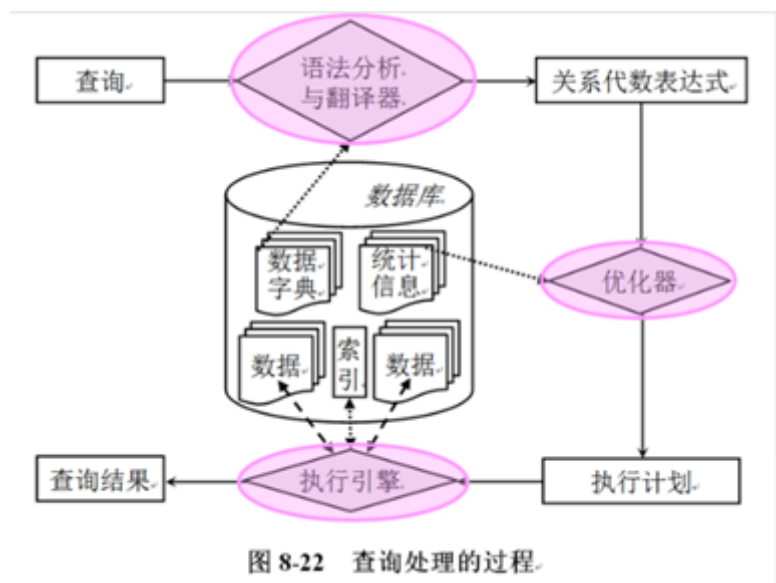 查询
语法分析
与翻译器
关系代数表达式
数据库
数据
字典
统计
信息
优化器
数据
索
引
数据
查询结果
执行引擎
执行计划
图 8-22 查询处理的过程